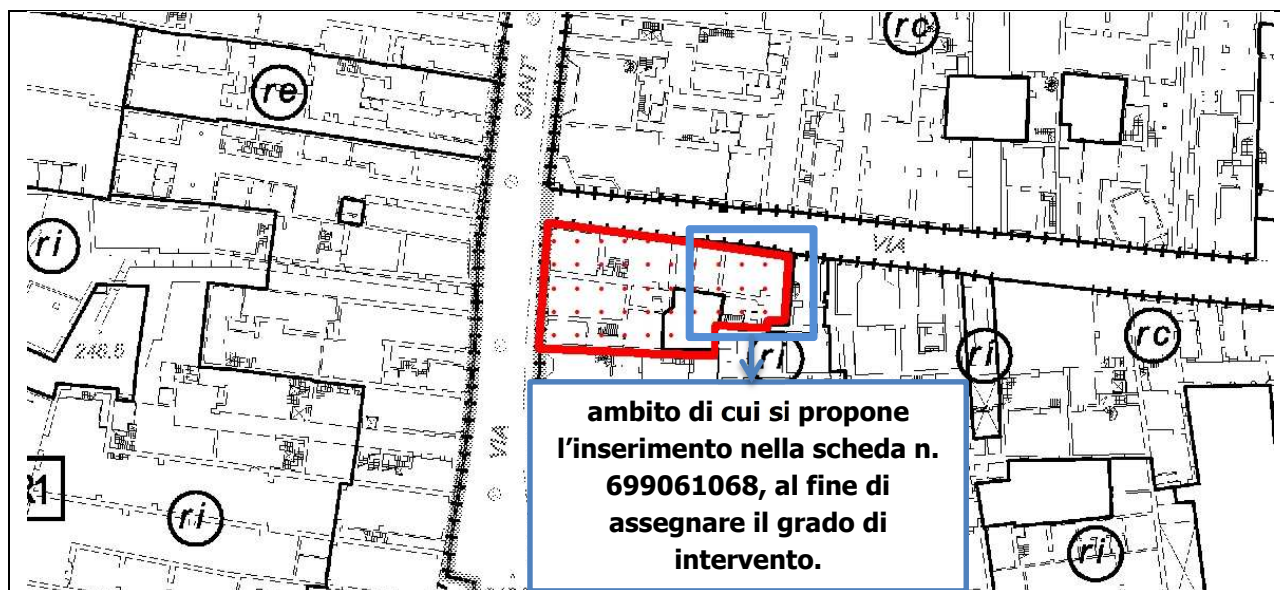 rc
re
SANT
ri
VIA
248.5
rc
ri
ri
VIA
ambito di cui si propone
l’inserimento nella scheda n.
699061068, al fine di
assegnare il grado di
intervento.
ri
ri